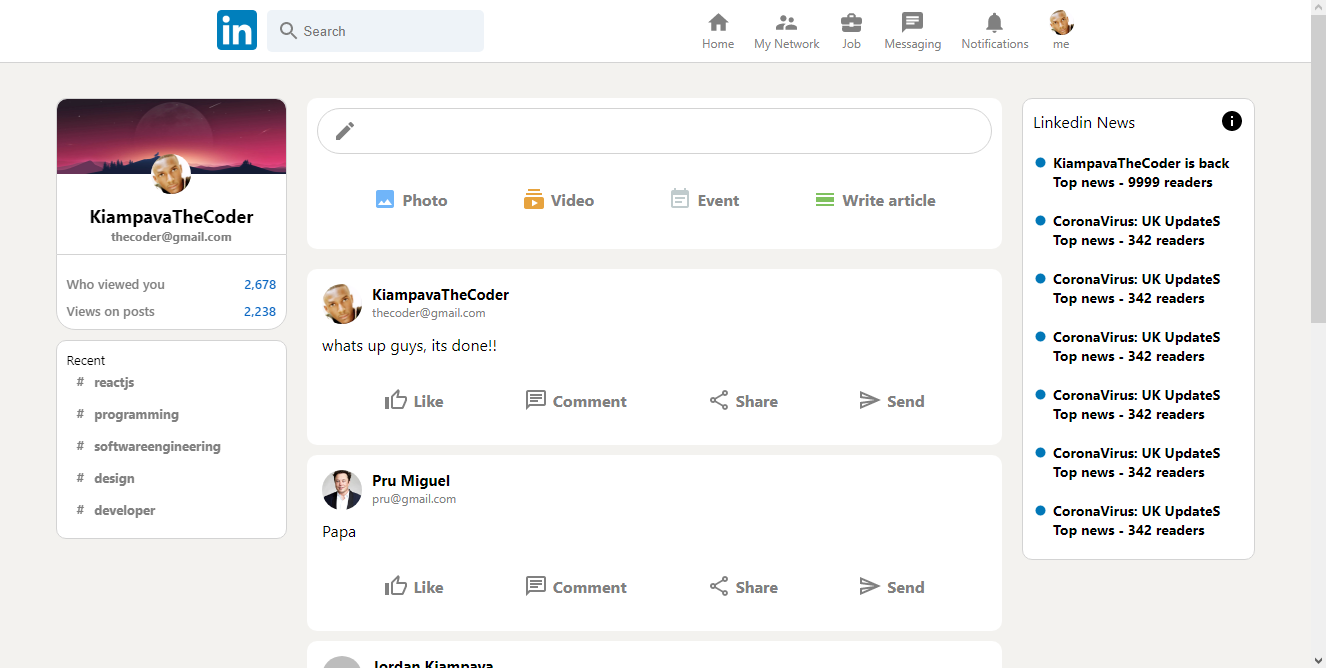 in
Search
Home
My Network
Job
Messaging
Notifications
me
KiampavaTheCoder
thecoder@gmail.com
Who viewed you 2,678
Views on posts 2,238
Recent
# reactjs
# programming
# softwareengineering
# design
# developer
Photo
Video
Event
Write article
KiampavaTheCoder
thecoder@gmail.com
whats up guys, its done!!
Like
Comment
Share
Send
Pru Miguel
pru@gmail.com
Papa
Like
Comment
Share
Send
Jordan Kiampava
Linkedin News
KiampavaTheCoder is back
Top news - 9999 readers
CoronaVirus: UK UpdateS
Top news - 342 readers
CoronaVirus: UK UpdateS
Top news - 342 readers
CoronaVirus: UK UpdateS
Top news - 342 readers
CoronaVirus: UK UpdateS
Top news - 342 readers
CoronaVirus: UK UpdateS
Top news - 342 readers
CoronaVirus: UK UpdateS
Top news - 342 readers